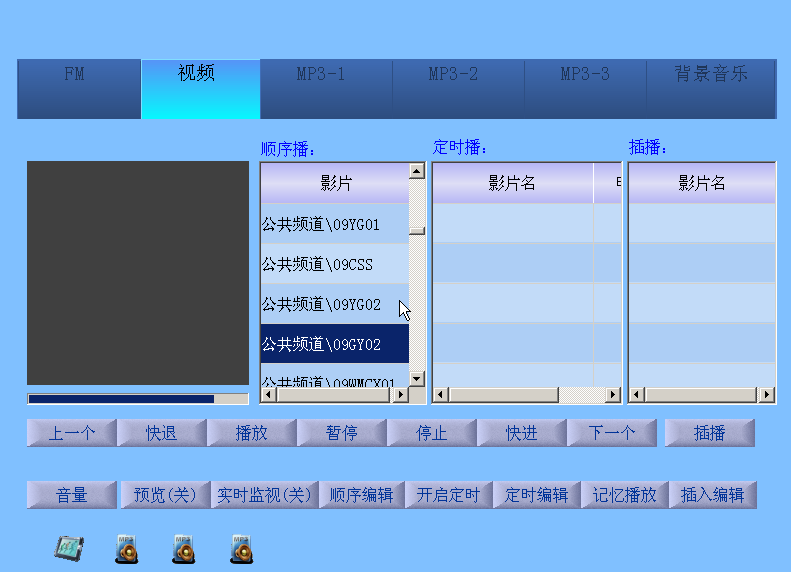 FM 视频 MP3-1 MP3-2 MP3-3 背景音乐
顺序播: 定时播: 插播:
影片 影片名 影片名
公共频道\09YG01
公共频道\09CSS
公共频道\09YG02
公共频道\09GY02
公共频道\09WMCX01
上一个 快退 播放 暂停 停止 快进 下一个 插播
音量 预览(关) 实时监视(关) 顺序编辑 开启定时 定时编辑 记忆播放 插入编辑
MP3 MP3 MP3